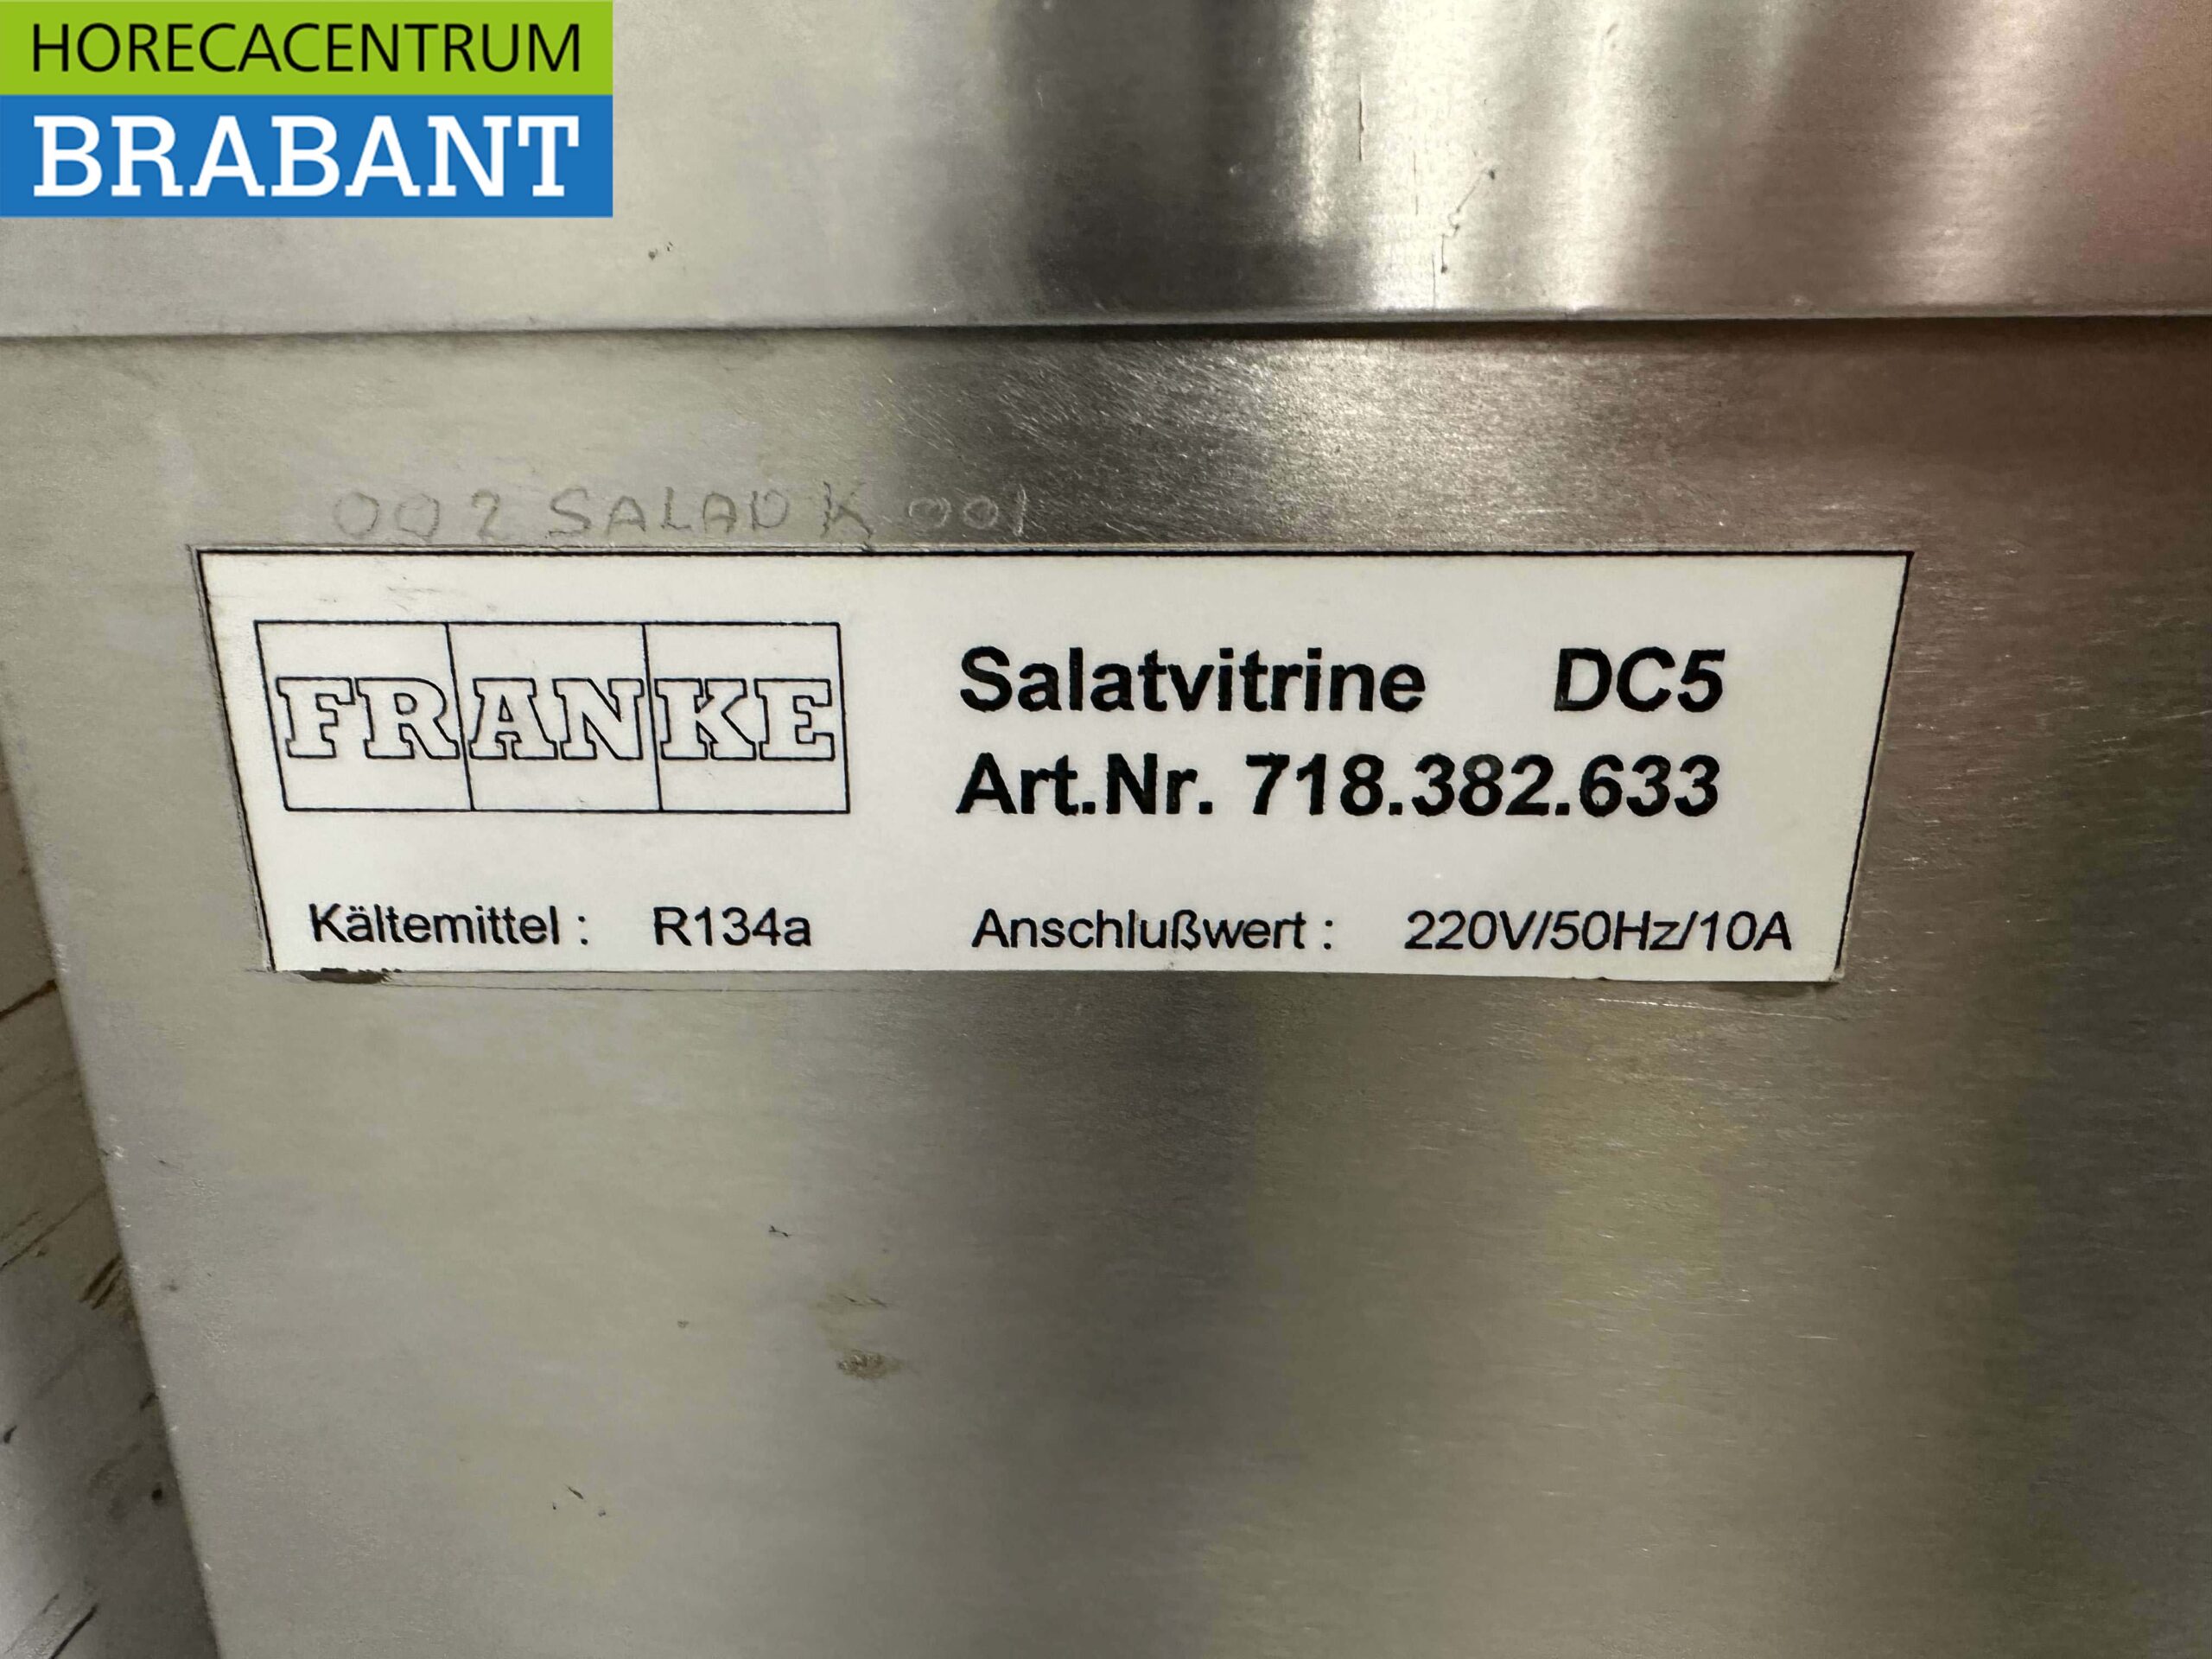 HORECACENTRUM
BRABANT
002 SALAD K 001
FRANKE
Salatvitrine DC5
Art.Nr. 718.382.633
Kältemittel : R134a Anschlußwert : 220V/50Hz/10A